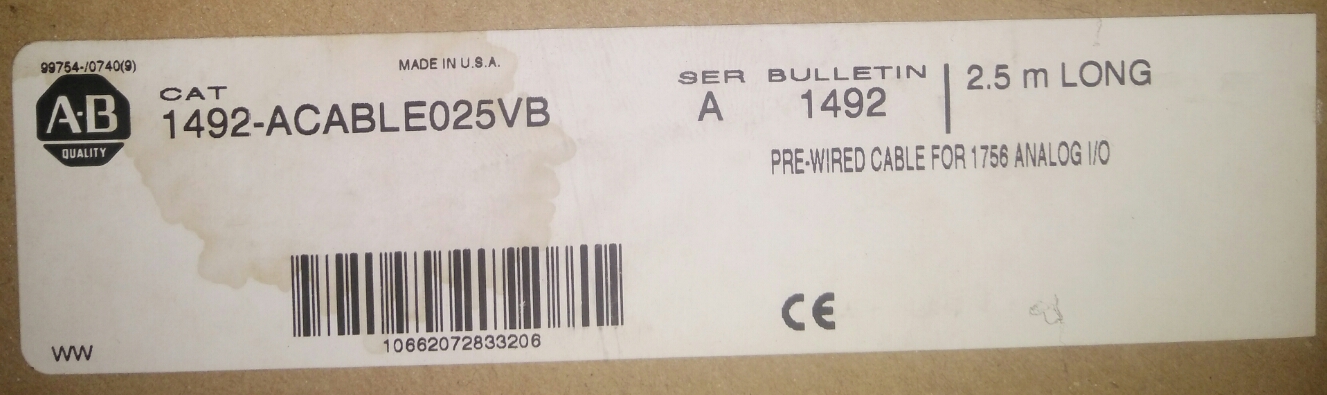 99754-/0740(9)
MADE IN U.S.A.
A·B
QUALITY
CAT
1492-ACABLE025VB
SER BULLETIN
A 1492
2.5 m LONG
PRE-WIRED CABLE FOR 1756 ANALOG I/O
10662072833206
CE
WW